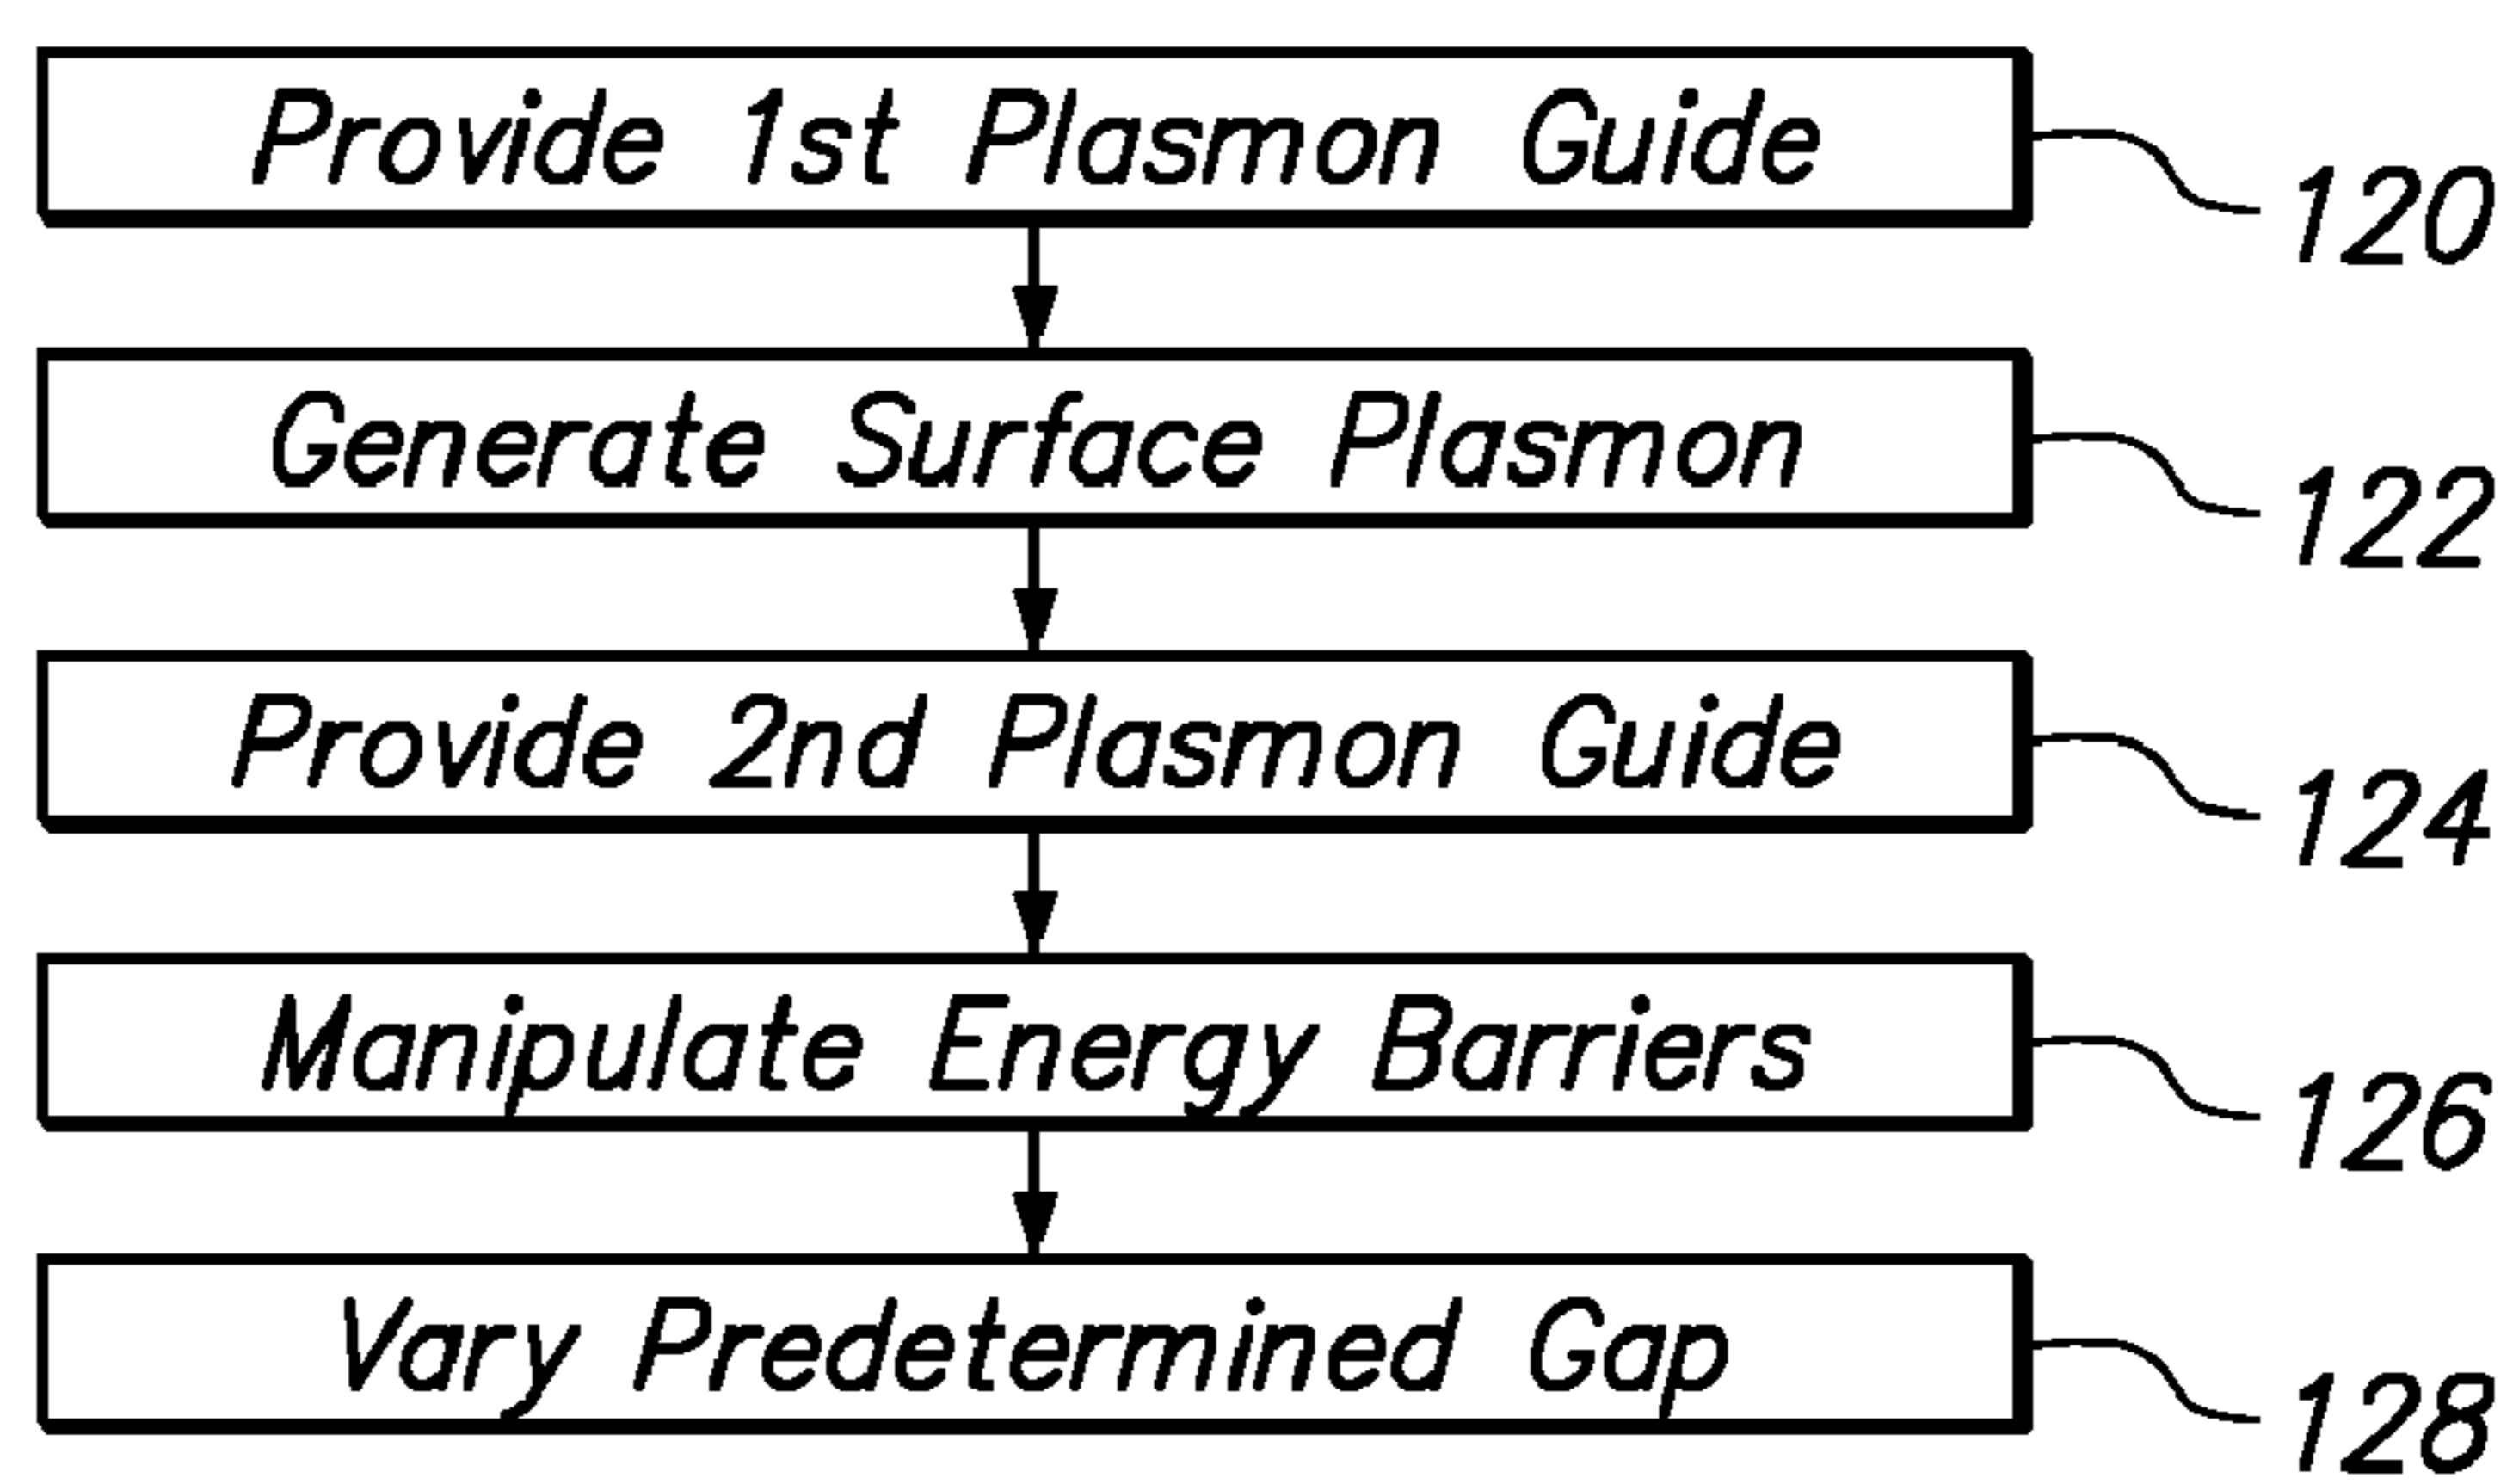 Provide 1st Plasmon Guide
120
Generate Surface Plasmon
122
Provide 2nd Plasmon Guide
124
Manipulate Energy Barriers
126
Vary Predetermined Gap
128